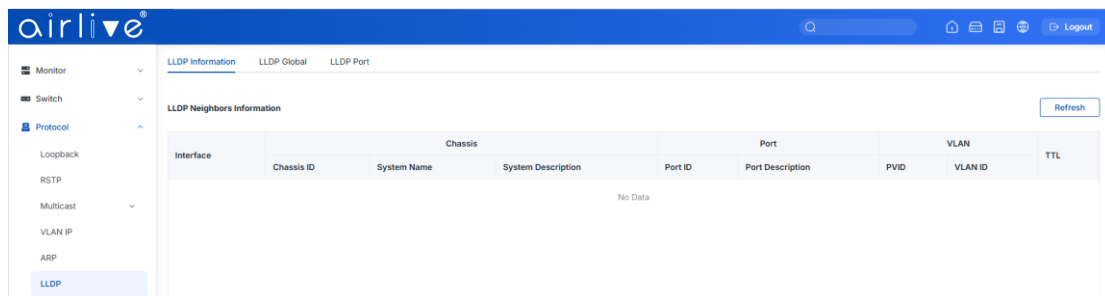 airlive®
Logout
Monitor
Switch
Protocol
Loopback
RSTP
Multicast
VLAN IP
ARP
LLDP
LLDP Information LLDP Global LLDP Port
LLDP Neighbors Information
Refresh
Interface Chassis Port VLAN TTL
Chassis ID System Name System Description Port ID Port Description PVID VLAN ID
No Data